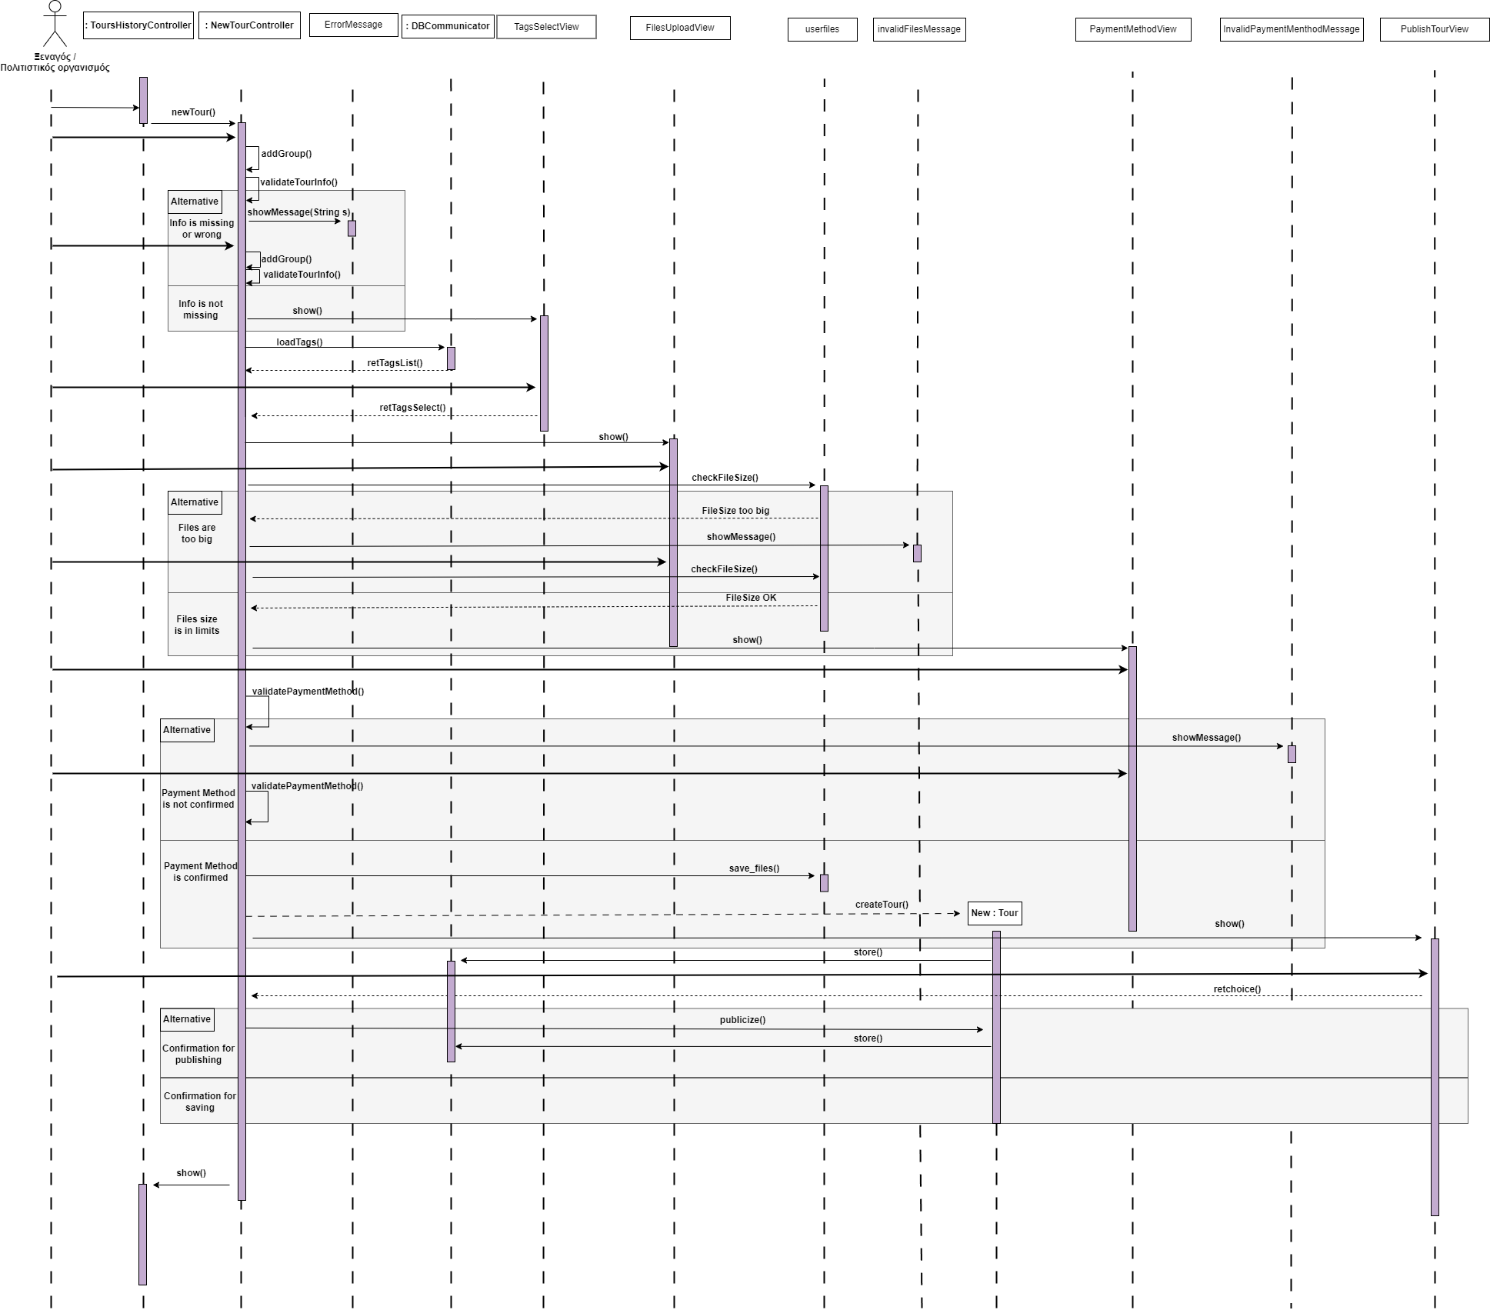 : ToursHistoryController
: NewTourController
ErrorMessage
: DBCommunicator
TagsSelectView
FilesUploadView
userfiles
invalidFilesMessage
PaymentMethodView
InvalidPaymentMenthodMessage
PublishTourView
Ξεναγός /
Πολιτιστικός οργανισμός
newTour()
addGroup()
validateTourInfo()
Alternative
showMessage(String s)
Info is missing
or wrong
addGroup()
validateTourInfo()
Info is not
missing
show()
loadTags()
retTagsList()
retTagsSelect()
show()
checkFileSize()
Alternative
FileSize too big
Files are
too big
showMessage()
checkFileSize()
FileSize OK
Files size
is in limits
show()
validatePaymentMethod()
Alternative
showMessage()
validatePaymentMethod()
Payment Method
is not confirmed
Payment Method
is confirmed
save_files()
createTour()
New : Tour
show()
store()
retchoice()
Alternative
publicize()
store()
Confirmation for
publishing
Confirmation for
saving
show()